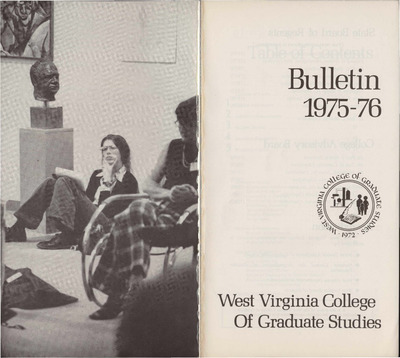 Bulletin
1975-76
WEST VIRGINIA COLLEGE OF GRADUATE STUDIES
· 1972 ·
West Virginia College
Of Graduate Studies